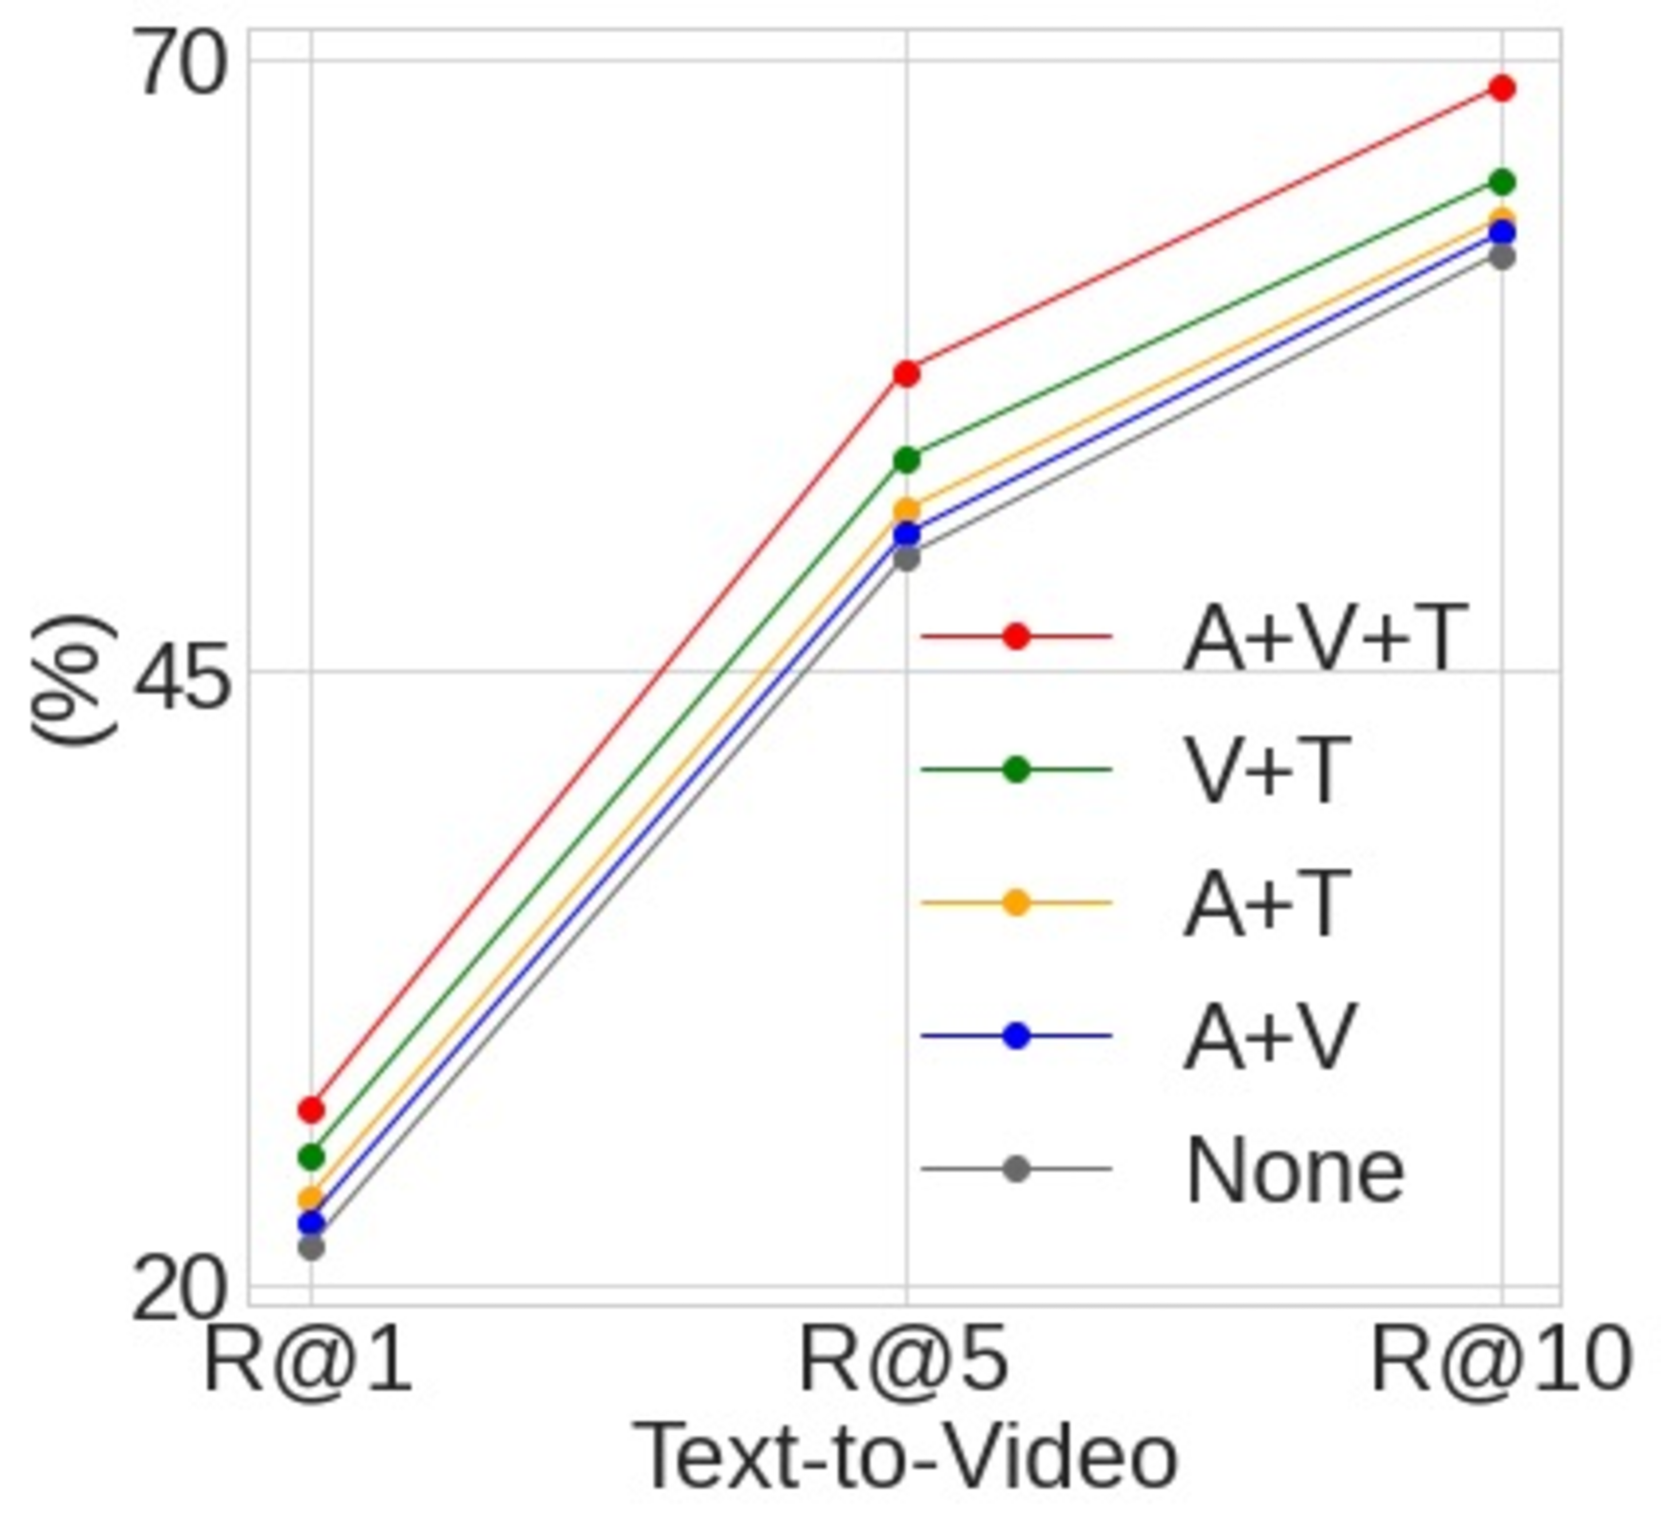 70
45
20
(%)
A+V+T
V+T
A+T
A+V
None
R@1 R@5 R@10
Text-to-Video